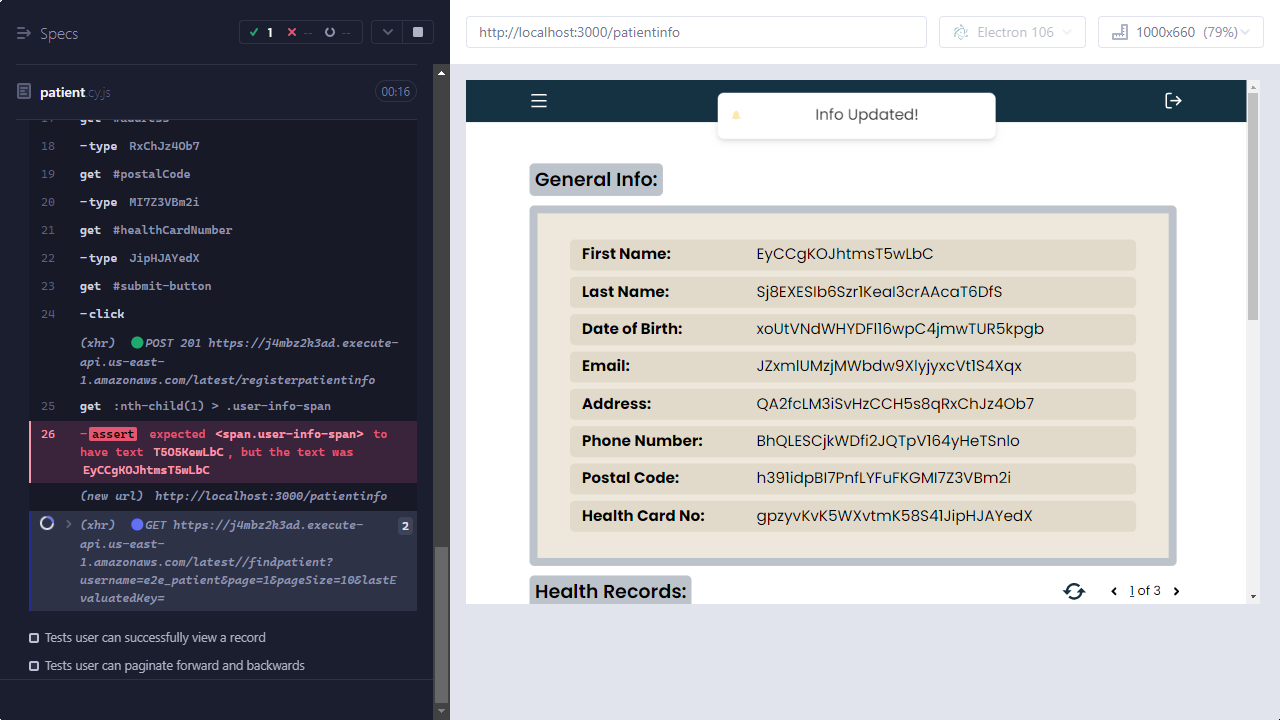 Specs
1
--
--
patient.cy.js
00:16
17 get #address
18 -type RxChJz4Ob7
19 get #postalCode
20 -type MI7Z3VBm2i
21 get #healthCardNumber
22 -type JipHJAYedX
23 get #submit-button
24 -click
(xhr) POST 201 https://j4mbz2k3ad.execute-
api.us-east-
1.amazonaws.com/latest/registerpatientinfo
25 get :nth-child(1) > .user-info-span
26 -assert expected <span.user-info-span> to
have text T5O5KewLbC, but the text was
EyCCgKOJhtmsT5wLbC
(new url) http://localhost:3000/patientinfo
(xhr) GET https://j4mbz2k3ad.execute- 2
api.us-east-
1.amazonaws.com/latest//findpatient?
username=e2e_patient&page=1&pageSize=10&lastE
valuatedKey=
Tests user can successfully view a record
Tests user can paginate forward and backwards
http://localhost:3000/patientinfo
Electron 106
1000x660 (79%)
Info Updated!
General Info:
First Name: EyCCgKOJhtmsT5wLbC
Last Name: Sj8EXESIb6Szr1KeaI3crAAcaT6DfS
Date of Birth: xoUtVNdWHYDFl16wpC4jmwTUR5kpgb
Email: JZxmlUMzjMWbdw9XlyjyxcVt1S4Xqx
Address: QA2fcLM3iSvHzCCH5s8qRxChJz4Ob7
Phone Number: BhQLESCjkWDfi2JQTpV164yHeTSnIo
Postal Code: h391idpBI7PnfLYFuFKGMI7Z3VBm2i
Health Card No: gpzyvKvK5WXvtmK58S41JipHJAYedX
Health Records:
1 of 3